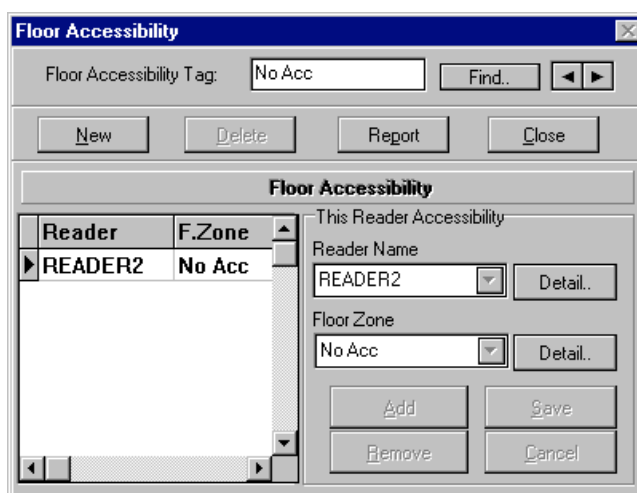 Floor Accessibility
Floor Accessibility Tag: No Acc Find..
New Delete Report Close
Floor Accessibility
Reader F.Zone
READER2 No Acc
This Reader Accessibility
Reader Name
READER2 Detail..
Floor Zone
No Acc Detail..
Add Save
Remove Cancel